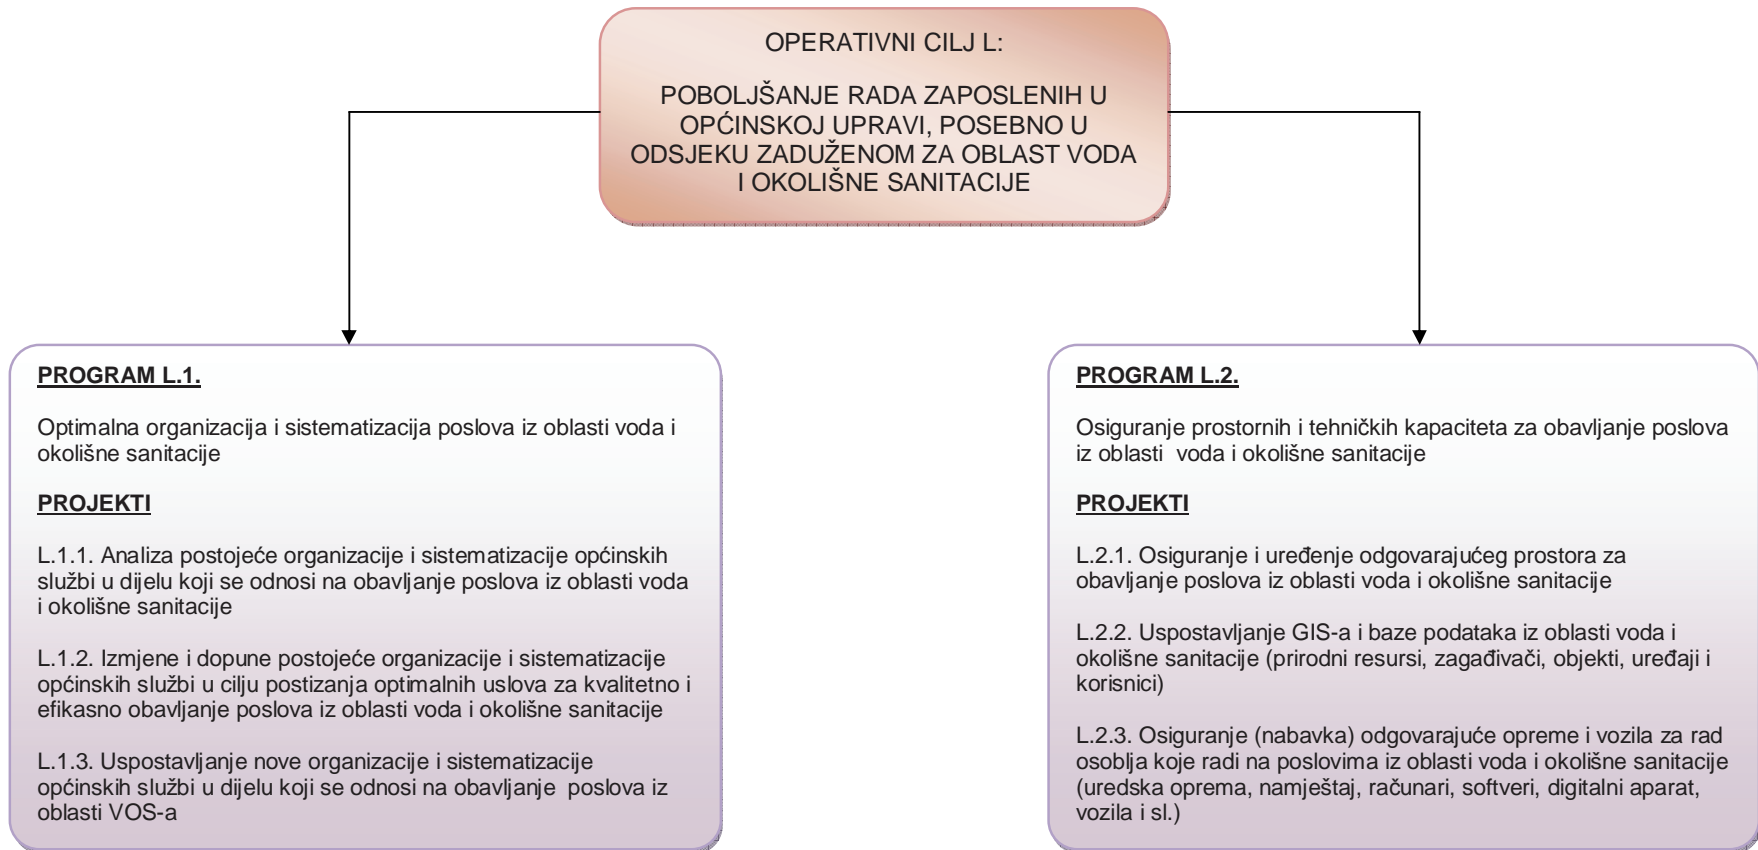 OPERATIVNI CILJ L:
POBOLJŠANJE RADA ZAPOSLENIH U
OPĆINSKOJ UPRAVI, POSEBNO U
ODSJEKU ZADUŽENOM ZA OBLAST VODA
I OKOLIŠNE SANITACIJE
PROGRAM L.1.
Optimalna organizacija i sistematizacija poslova iz oblasti voda i
okolišne sanitacije
PROJEKTI
L.1.1. Analiza postojeće organizacije i sistematizacije općinskih
službi u dijelu koji se odnosi na obavljanje poslova iz oblasti voda
i okolišne sanitacije
L.1.2. Izmjene i dopune postojeće organizacije i sistematizacije
općinskih službi u cilju postizanja optimalnih uslova za kvalitetno i
efikasno obavljanje poslova iz oblasti voda i okolišne sanitacije
L.1.3. Uspostavljanje nove organizacije i sistematizacije
općinskih službi u dijelu koji se odnosi na obavljanje poslova iz
oblasti VOS-a
PROGRAM L.2.
Osiguranje prostornih i tehničkih kapaciteta za obavljanje poslova
iz oblasti voda i okolišne sanitacije
PROJEKTI
L.2.1. Osiguranje i uređenje odgovarajućeg prostora za
obavljanje poslova iz oblasti voda i okolišne sanitacije
L.2.2. Uspostavljanje GIS-a i baze podataka iz oblasti voda i
okolišne sanitacije (prirodni resursi, zagađivači, objekti, uređaji i
korisnici)
L.2.3. Osiguranje (nabavka) odgovarajuće opreme i vozila za rad
osoblja koje radi na poslovima iz oblasti voda i okolišne sanitacije
(uredska oprema, namještaj, računari, softveri, digitalni aparat,
vozila i sl.)